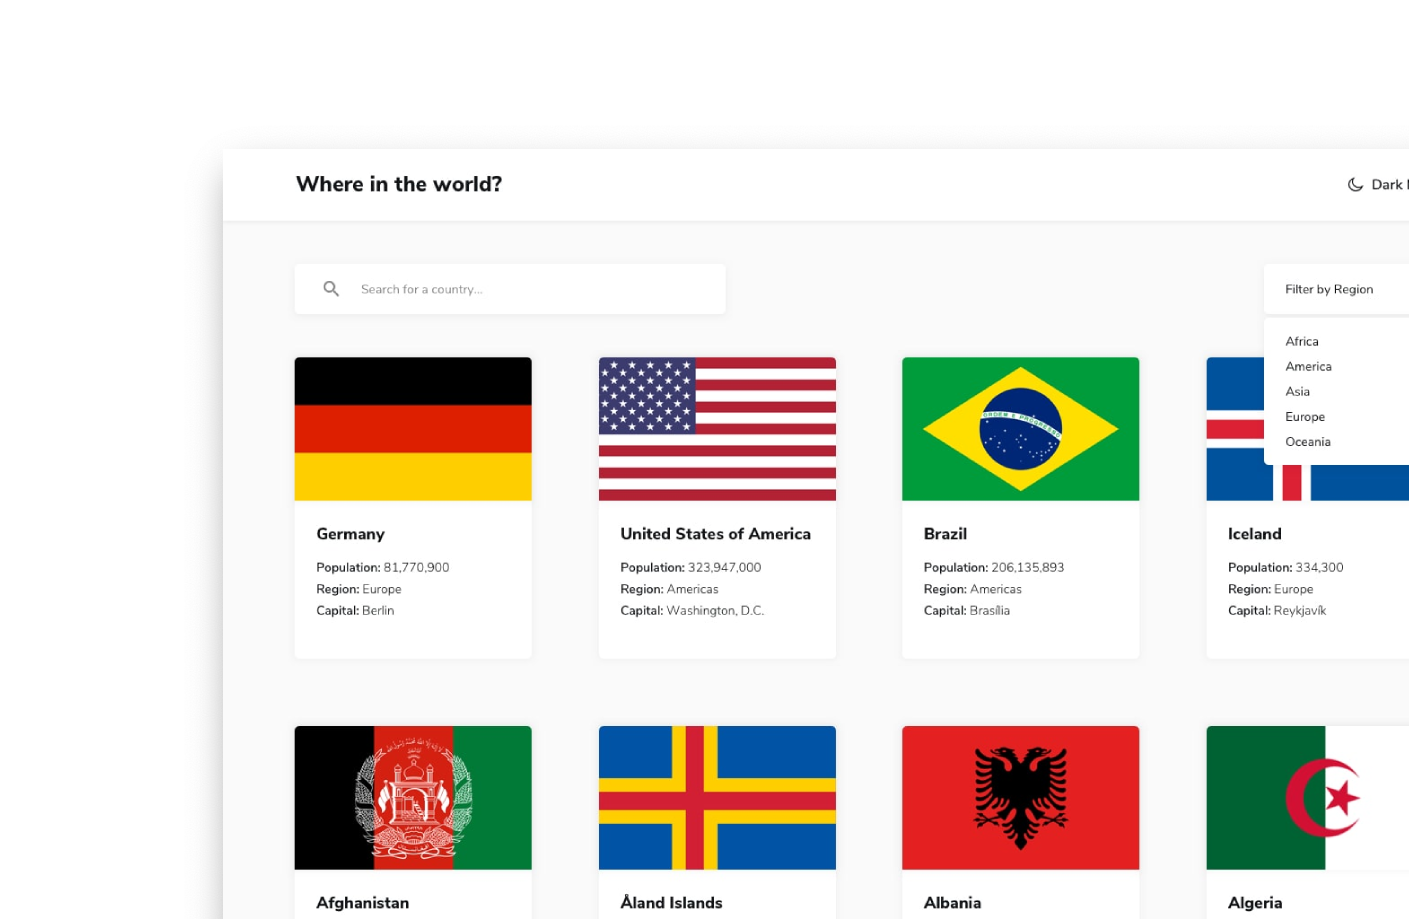 Where in the world?
Dark
Search for a country...
Filter by Region
Africa
America
Asia
Europe
Oceania
ORDEM E PROGRESSO
Germany
Population: 81,770,900
Region: Europe
Capital: Berlin
United States of America
Population: 323,947,000
Region: Americas
Capital: Washington, D.C.
Brazil
Population: 206,135,893
Region: Americas
Capital: Brasília
Iceland
Population: 334,300
Region: Europe
Capital: Reykjavík
Afghanistan
Åland Islands
Albania
Algeria